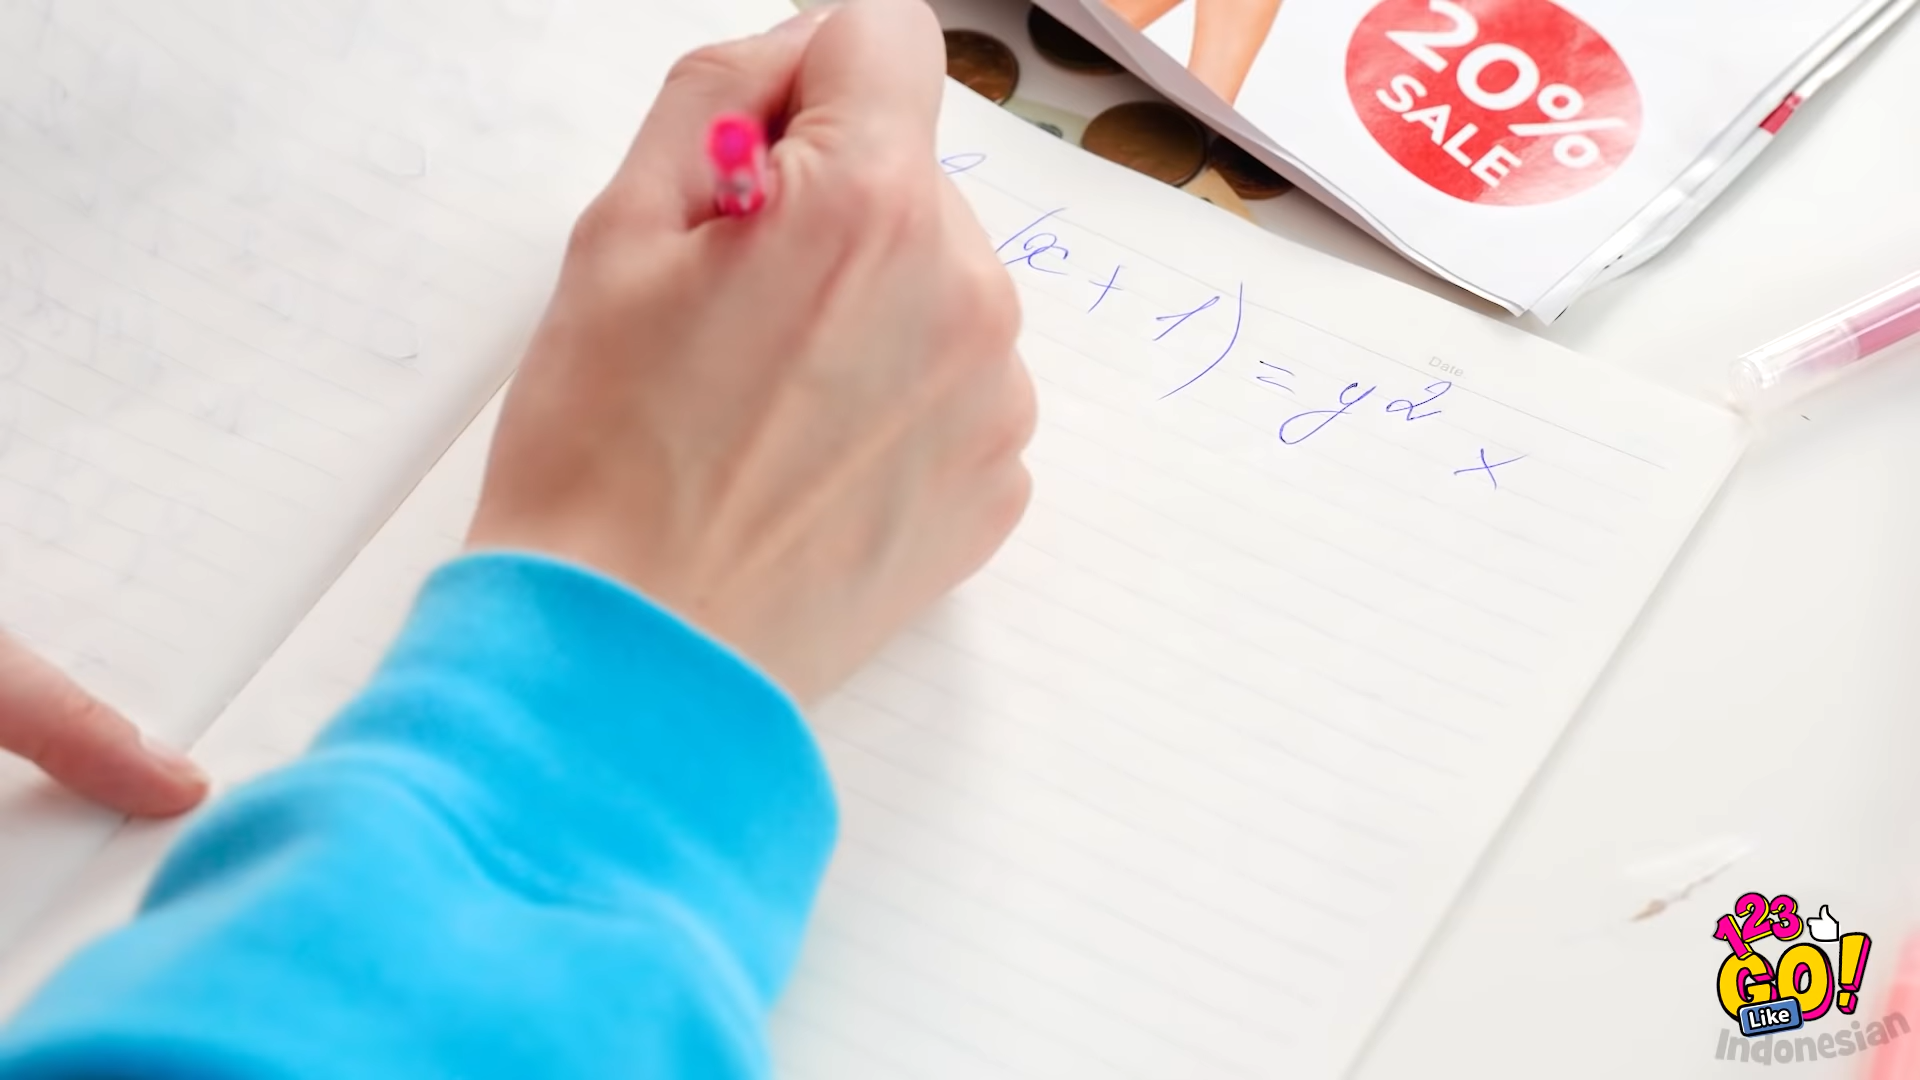 20%
SALE
(x + 1) = y2 x
Date
123
GO!
Like
Indonesian